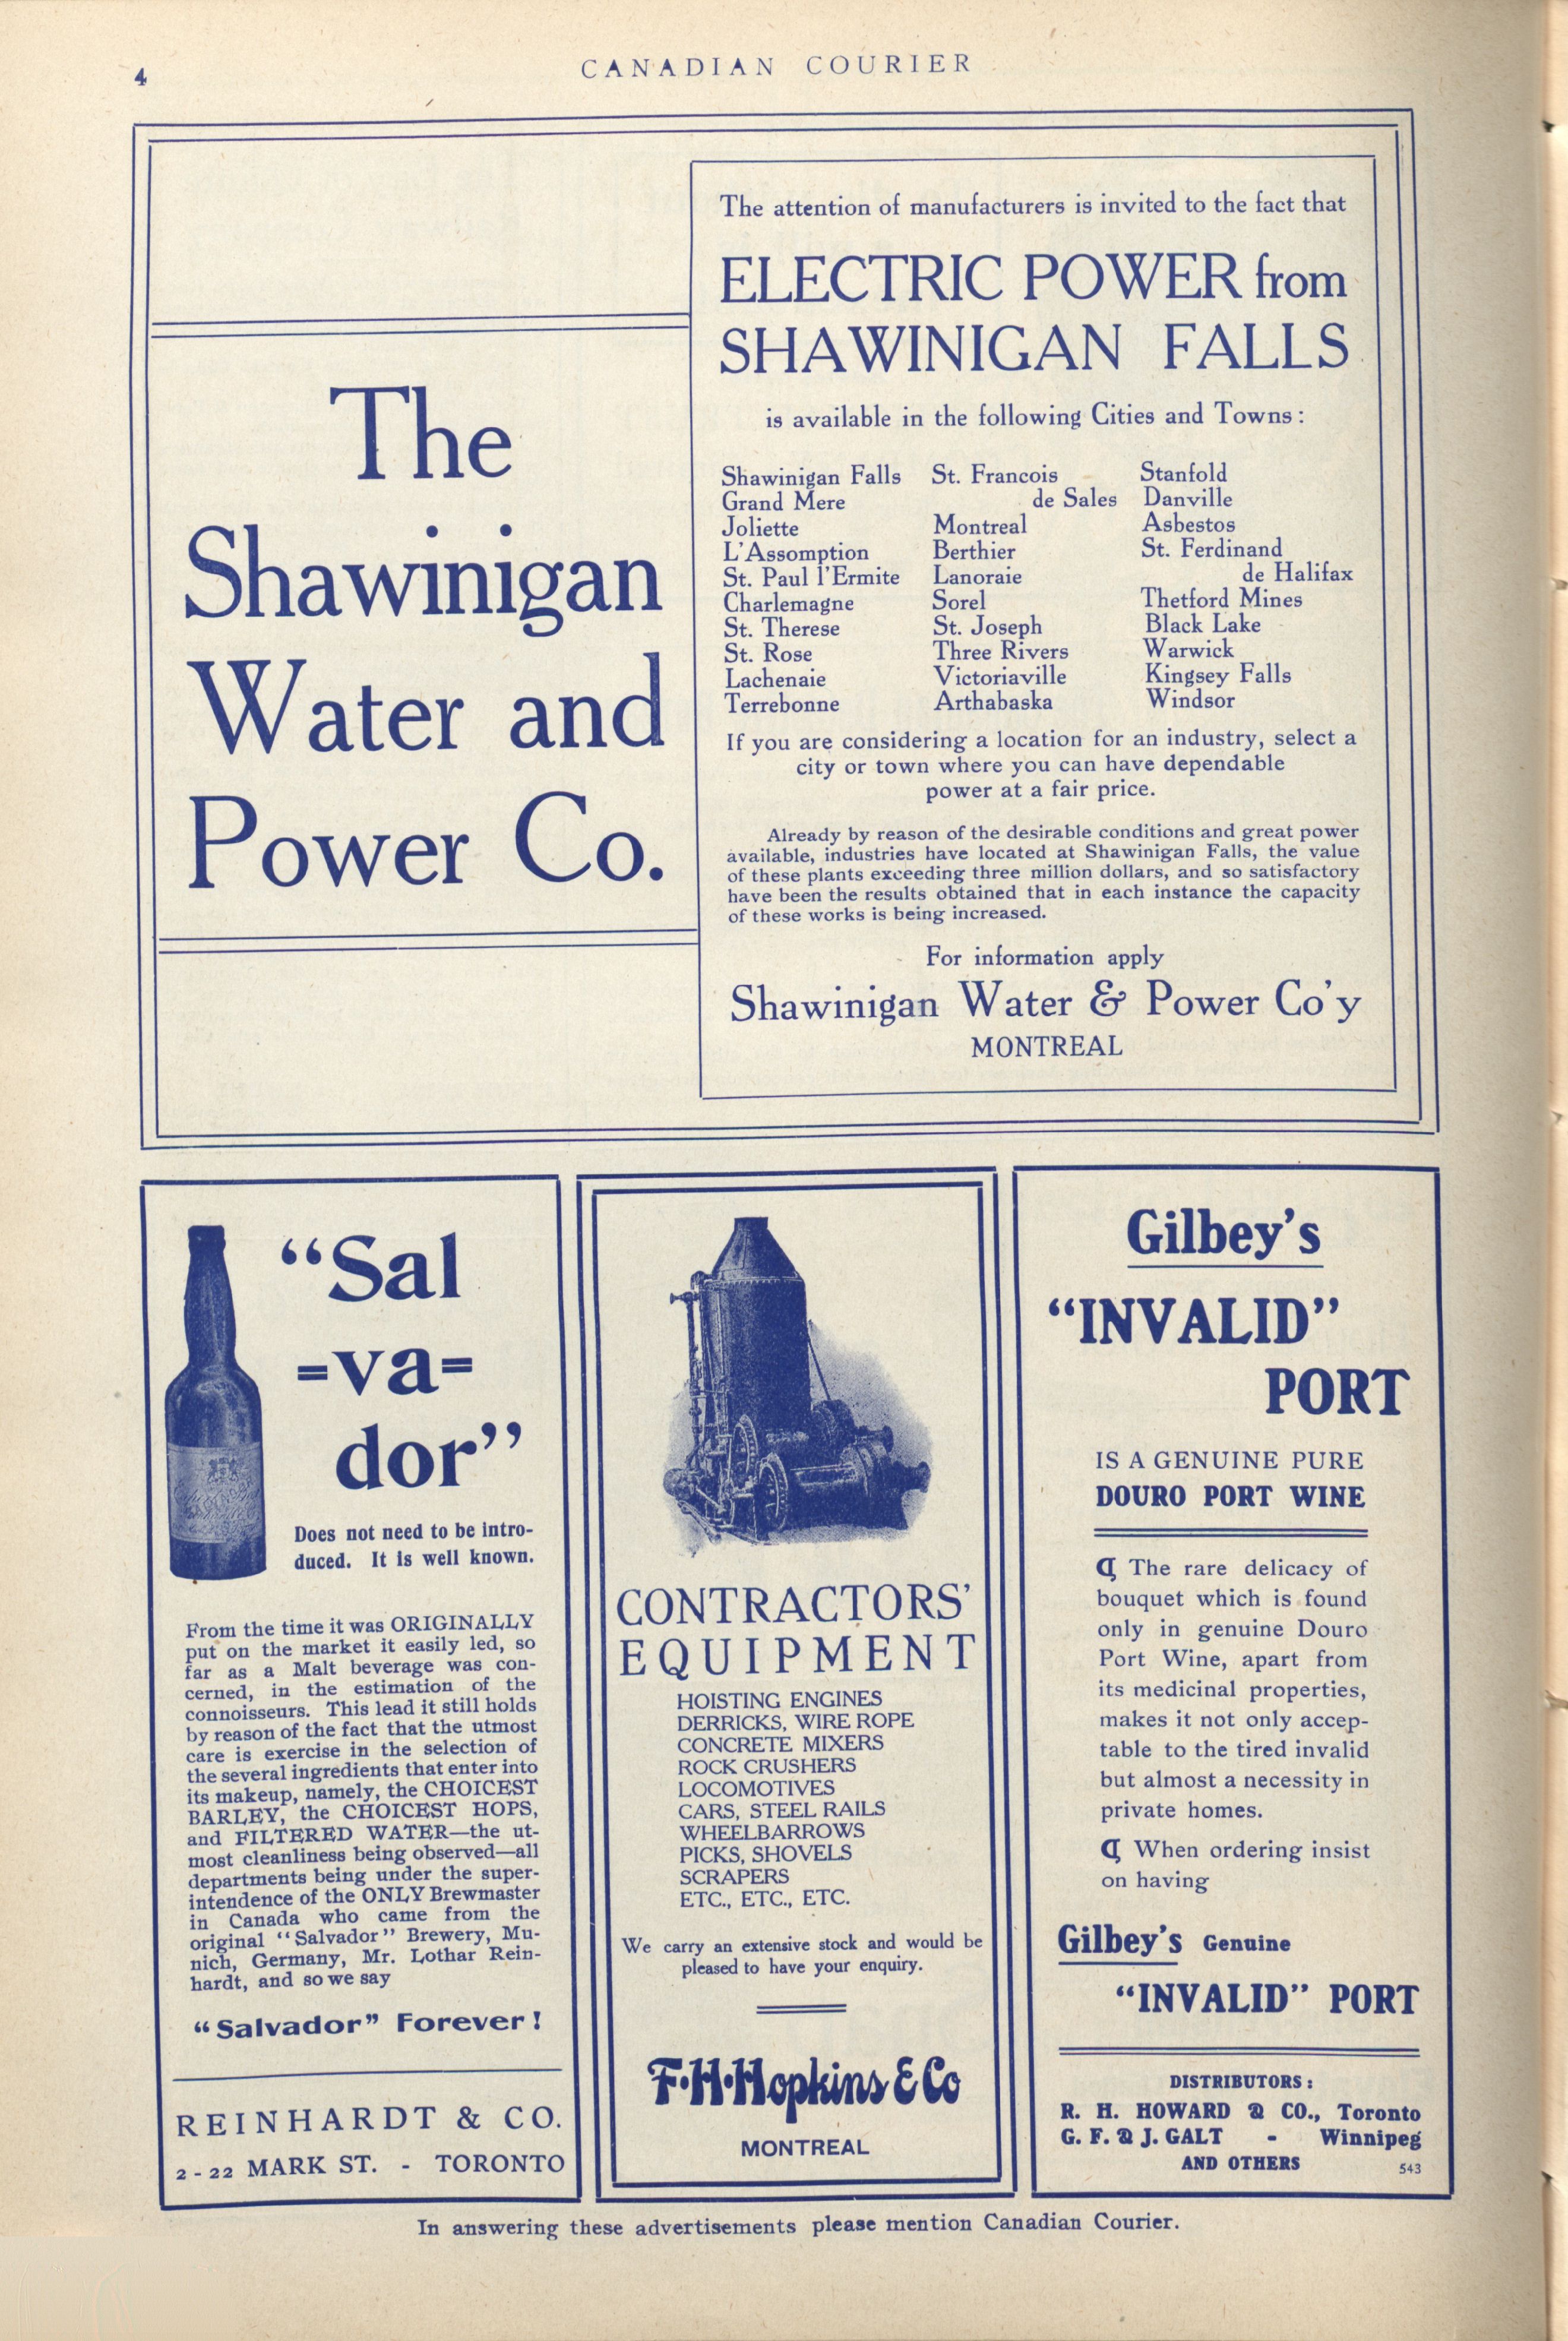 4
CANADIAN COURIER
The
Shawinigan
Water and
Power Co.
The attention of manufacturers is invited to the fact that
ELECTRIC POWER from
SHAWINIGAN FALLS
is available in the following Cities and Towns:
Shawinigan Falls
Grand Mere
Joliette
L'Assomption
St. Paul l'Ermite
Charlemagne
St. Therese
St. Rose
Lachenaie
Terrebonne
St. Francois
de Sales
Montreal
Berthier
Lanoraie
Sorel
St. Joseph
Three Rivers
Victoriaville
Arthabaska
Stanfold
Danville
Asbestos
St. Ferdinand
de Halifax
Thetford Mines
Black Lake
Warwick
Kingsey Falls
Windsor
If you are considering a location for an industry, select a
city or town where you can have dependable
power at a fair price.
Already by reason of the desirable conditions and great power
available, industries have located at Shawinigan Falls, the value
of these plants exceeding three million dollars, and so satisfactory
have been the results obtained that in each instance the capacity
of these works is being increased.
For information apply
Shawinigan Water & Power Co'y
MONTREAL
"Sal
=va=
dor"
Does not need to be intro-
duced. It is well known.
From the time it was ORIGINALLY
put on the market it easily led, so
far as a Malt beverage was con-
cerned, in the estimation of the
connoisseurs. This lead it still holds
by reason of the fact that the utmost
care is exercise in the selection of
the several ingredients that enter into
its makeup, namely, the CHOICEST
BARLEY, the CHOICEST HOPS,
and FILTERED WATER—the ut-
most cleanliness being observed—all
departments being under the super-
intendence of the ONLY Brewmaster
in Canada who came from the
original "Salvador" Brewery, Mu-
nich, Germany, Mr. Lothar Rein-
hardt, and so we say
"Salvador" Forever!
REINHARDT & CO.
2-22 MARK ST. - TORONTO
CONTRACTORS'
EQUIPMENT
HOISTING ENGINES
DERRICKS, WIRE ROPE
CONCRETE MIXERS
ROCK CRUSHERS
LOCOMOTIVES
CARS, STEEL RAILS
WHEELBARROWS
PICKS, SHOVELS
SCRAPERS
ETC., ETC., ETC.
We carry an extensive stock and would be
pleased to have your enquiry.
F·H·Hopkins & Co
MONTREAL
Gilbey's
"INVALID"
PORT
IS A GENUINE PURE
DOURO PORT WINE
¶ The rare delicacy of
bouquet which is found
only in genuine Douro
Port Wine, apart from
its medicinal properties,
makes it not only accep-
table to the tired invalid
but almost a necessity in
private homes.
¶ When ordering insist
on having
Gilbey's Genuine
"INVALID" PORT
DISTRIBUTORS:
R. H. HOWARD & CO., Toronto
G. F. & J. GALT - Winnipeg
AND OTHERS
543
In answering these advertisements please mention Canadian Courier.